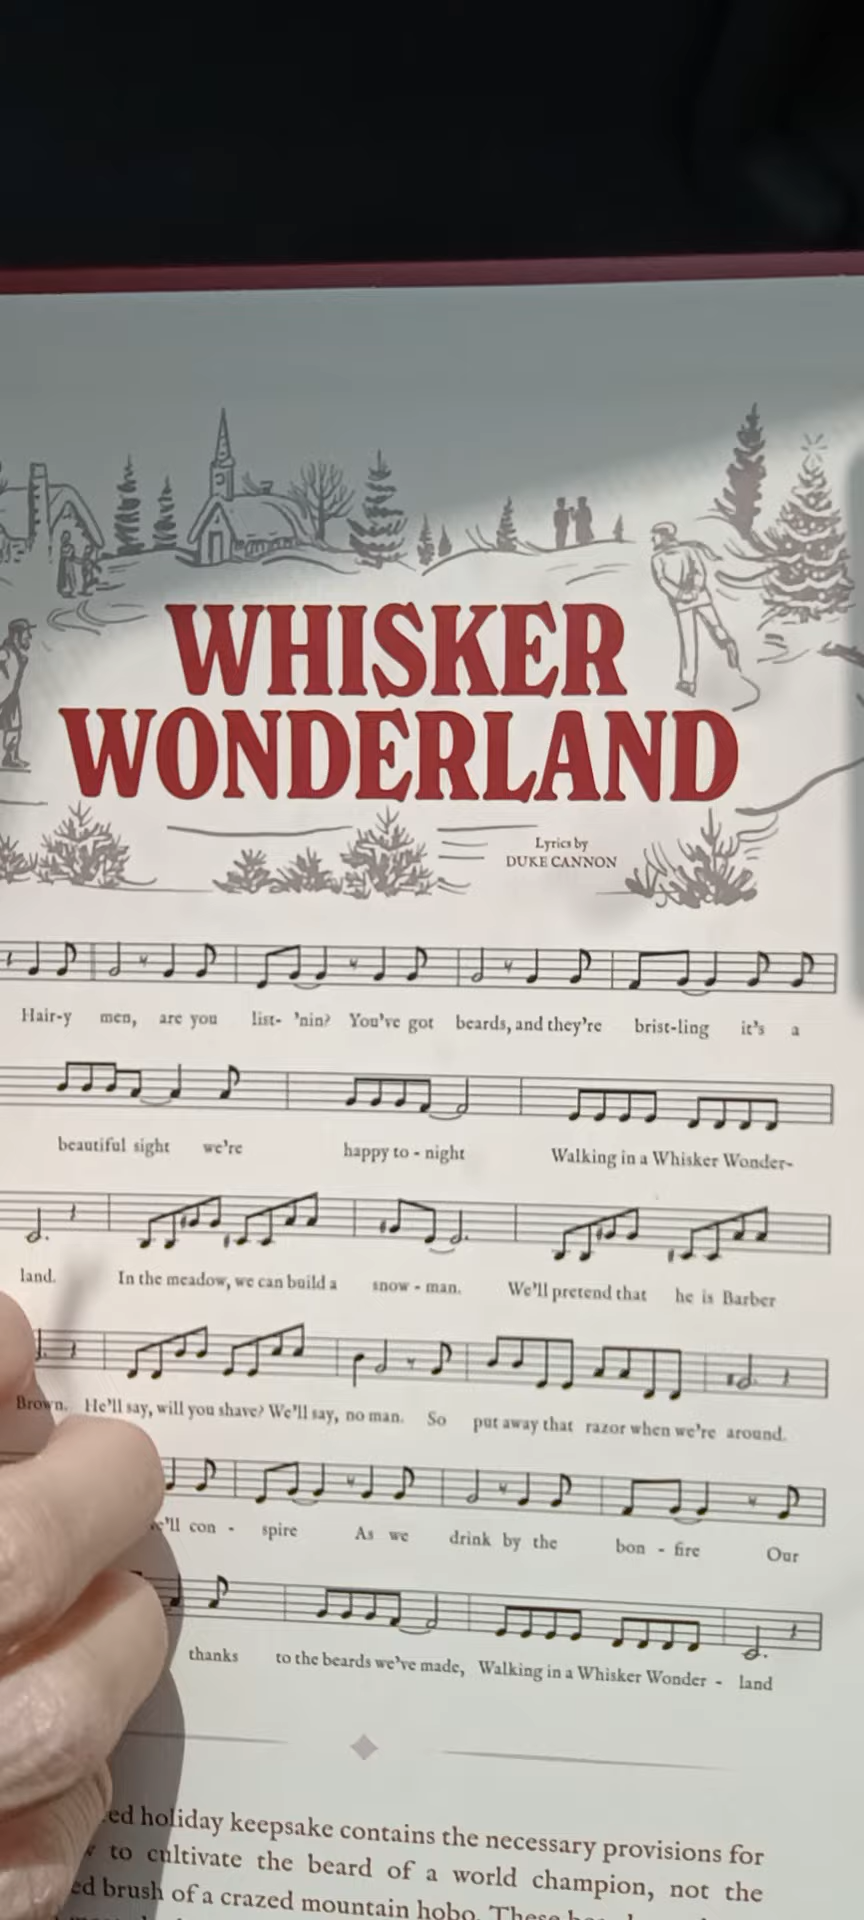 WHISKER
WONDERLAND
Lyrics by
DUKE CANNON
Hair-y men, are you list- 'nin? You've got beards, and they're brist-ling it's a
beautiful sight we're happy to - night Walking in a Whisker Wonder-
land. In the meadow, we can build a snow - man. We'll pretend that he is Barber
Brown. He'll say, will you shave? We'll say, no man. So put away that razor when we're around.
con - spire As we drink by the bon - fire Our
thanks to the beards we've made, Walking in a Whisker Wonder - land
holiday keepsake contains the necessary provisions for
to cultivate the beard of a world champion, not the
brush of a crazed mountain hobo.